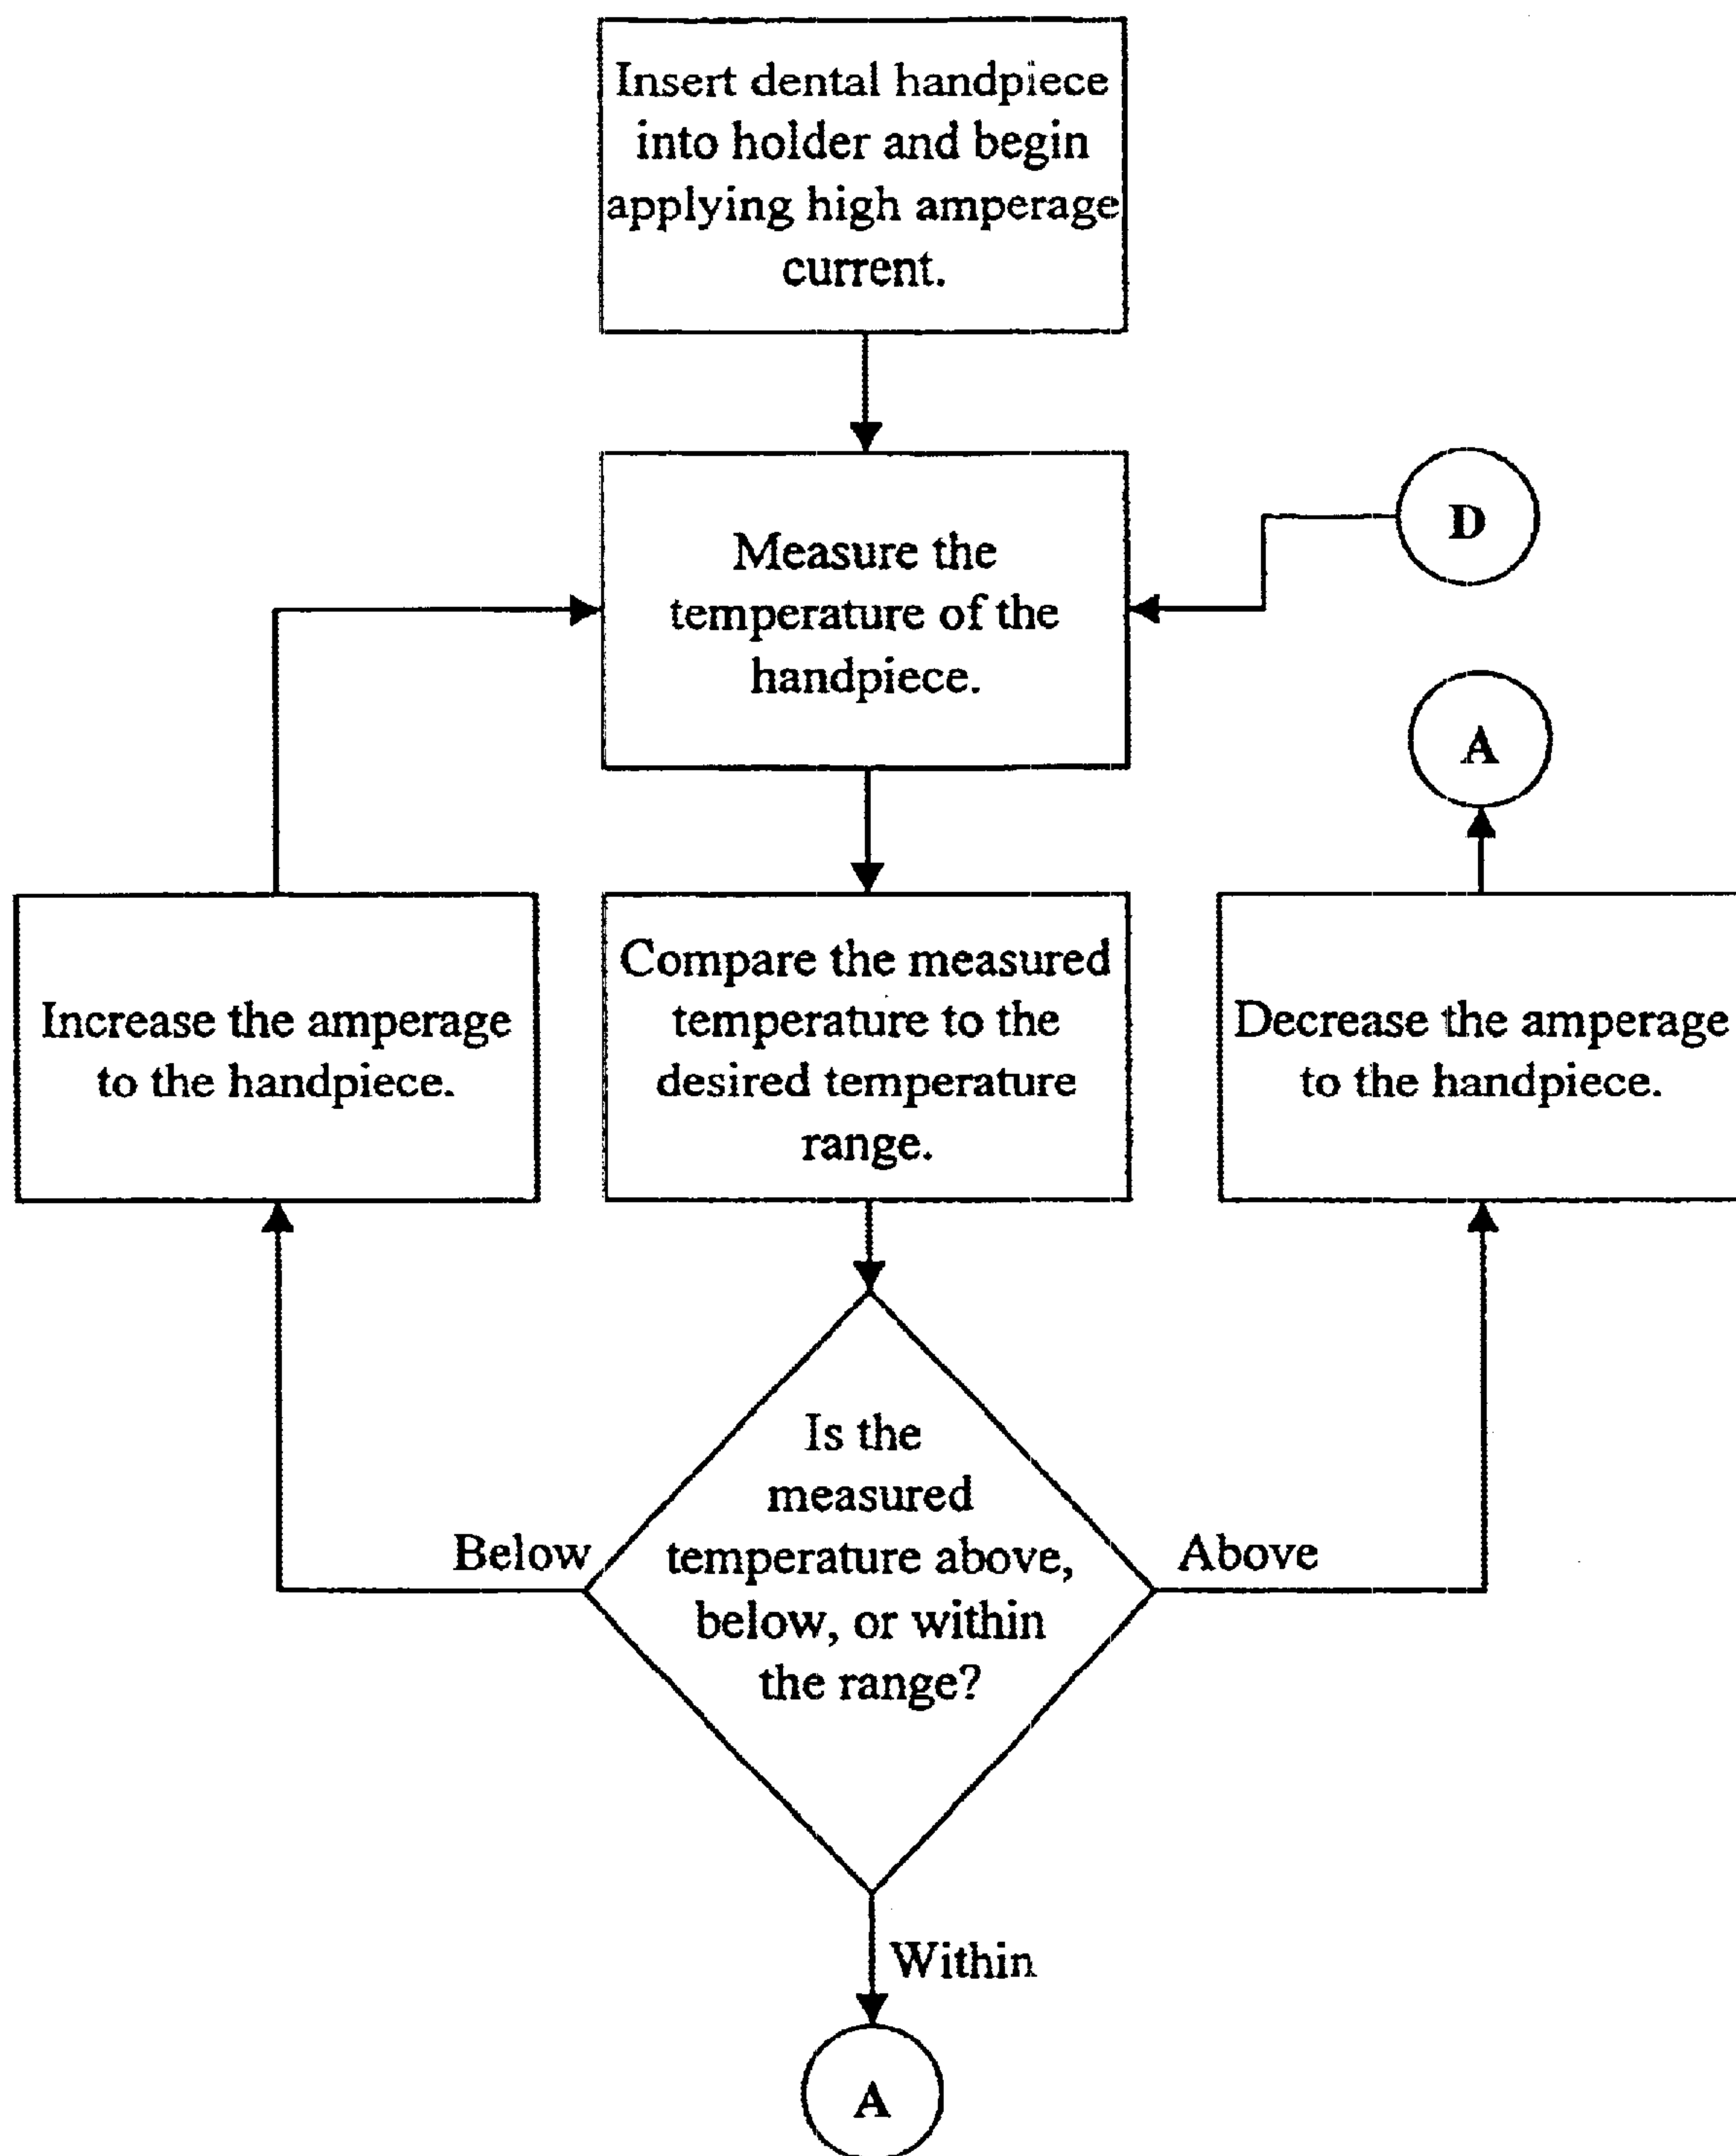 Insert dental handpiece
into holder and begin
applying high amperage
current.
Measure the
temperature of the
handpiece.
D
A
Increase the amperage
to the handpiece.
Compare the measured
temperature to the
desired temperature
range.
Decrease the amperage
to the handpiece.
Is the
measured
temperature above,
below, or within
the range?
Below
Above
Within
A